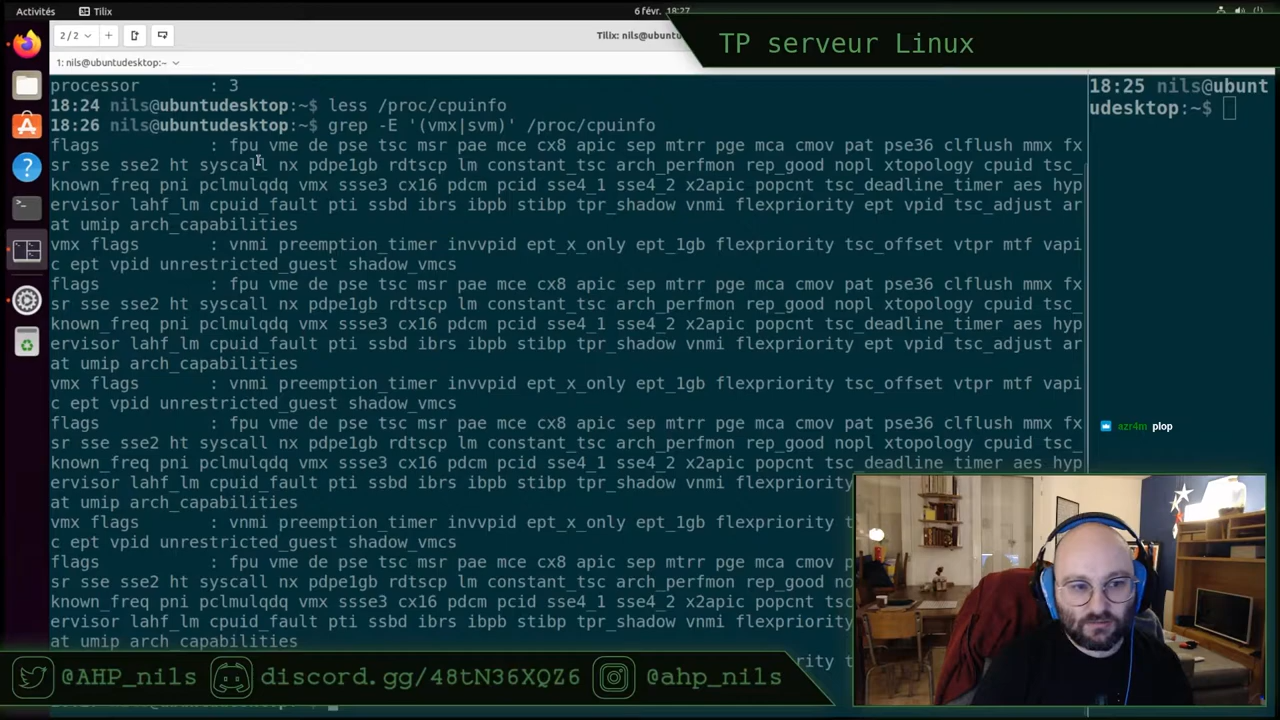 Activités
Tilix
6 févr. 18:27
2/2
Tilix: nils@ubuntu
TP serveur Linux
1: nils@ubuntudesktop:~
processor : 3
18:24 nils@ubuntudesktop:~$ less /proc/cpuinfo
18:26 nils@ubuntudesktop:~$ grep -E '(vmx|svm)' /proc/cpuinfo
flags : fpu vme de pse tsc msr pae mce cx8 apic sep mtrr pge mca cmov pat pse36 clflush mmx fx
sr sse sse2 ht syscall nx pdpe1gb rdtscp lm constant_tsc arch_perfmon rep_good nopl xtopology cpuid tsc_
known_freq pni pclmulqdq vmx ssse3 cx16 pdcm pcid sse4_1 sse4_2 x2apic popcnt tsc_deadline_timer aes hyp
ervisor lahf_lm cpuid_fault pti ssbd ibrs ibpb stibp tpr_shadow vnmi flexpriority ept vpid tsc_adjust ar
at umip arch_capabilities
vmx flags : vnmi preemption_timer invvpid ept_x_only ept_1gb flexpriority tsc_offset vtpr mtf vapi
c ept vpid unrestricted_guest shadow_vmcs
flags : fpu vme de pse tsc msr pae mce cx8 apic sep mtrr pge mca cmov pat pse36 clflush mmx fx
sr sse sse2 ht syscall nx pdpe1gb rdtscp lm constant_tsc arch_perfmon rep_good nopl xtopology cpuid tsc_
known_freq pni pclmulqdq vmx ssse3 cx16 pdcm pcid sse4_1 sse4_2 x2apic popcnt tsc_deadline_timer aes hyp
ervisor lahf_lm cpuid_fault pti ssbd ibrs ibpb stibp tpr_shadow vnmi flexpriority ept vpid tsc_adjust ar
at umip arch_capabilities
vmx flags : vnmi preemption_timer invvpid ept_x_only ept_1gb flexpriority tsc_offset vtpr mtf vapi
c ept vpid unrestricted_guest shadow_vmcs
flags : fpu vme de pse tsc msr pae mce cx8 apic sep mtrr pge mca cmov pat pse36 clflush mmx fx
sr sse sse2 ht syscall nx pdpe1gb rdtscp lm constant_tsc arch_perfmon rep_good nopl xtopology cpuid tsc_
known_freq pni pclmulqdq vmx ssse3 cx16 pdcm pcid sse4_1 sse4_2 x2apic popcnt tsc_deadline_timer aes hyp
ervisor lahf_lm cpuid_fault pti ssbd ibrs ibpb stibp tpr_shadow vnmi flexpriority
at umip arch_capabilities
vmx flags : vnmi preemption_timer invvpid ept_x_only ept_1gb flexpriority t
c ept vpid unrestricted_guest shadow_vmcs
flags : fpu vme de pse tsc msr pae mce cx8 apic sep mtrr pge mca cmov p
sr sse sse2 ht syscall nx pdpe1gb rdtscp lm constant_tsc arch_perfmon rep_good no
known_freq pni pclmulqdq vmx ssse3 cx16 pdcm pcid sse4_1 sse4_2 x2apic popcnt tsc
ervisor lahf_lm cpuid_fault pti ssbd ibrs ibpb stibp tpr_shadow vnmi flexpriority
at umip arch_capabilities
priority t
18:25 nils@ubunt
udesktop:~$
azr4m plop
@AHP_nils
discord.gg/48tN36XQZ6
@ahp_nils